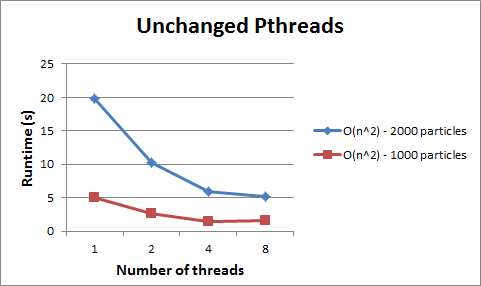 Unchanged Pthreads
25
20
15
10
5
0
Runtime (s)
1 2 4 8
Number of threads
O(n^2) - 2000 particles
O(n^2) - 1000 particles